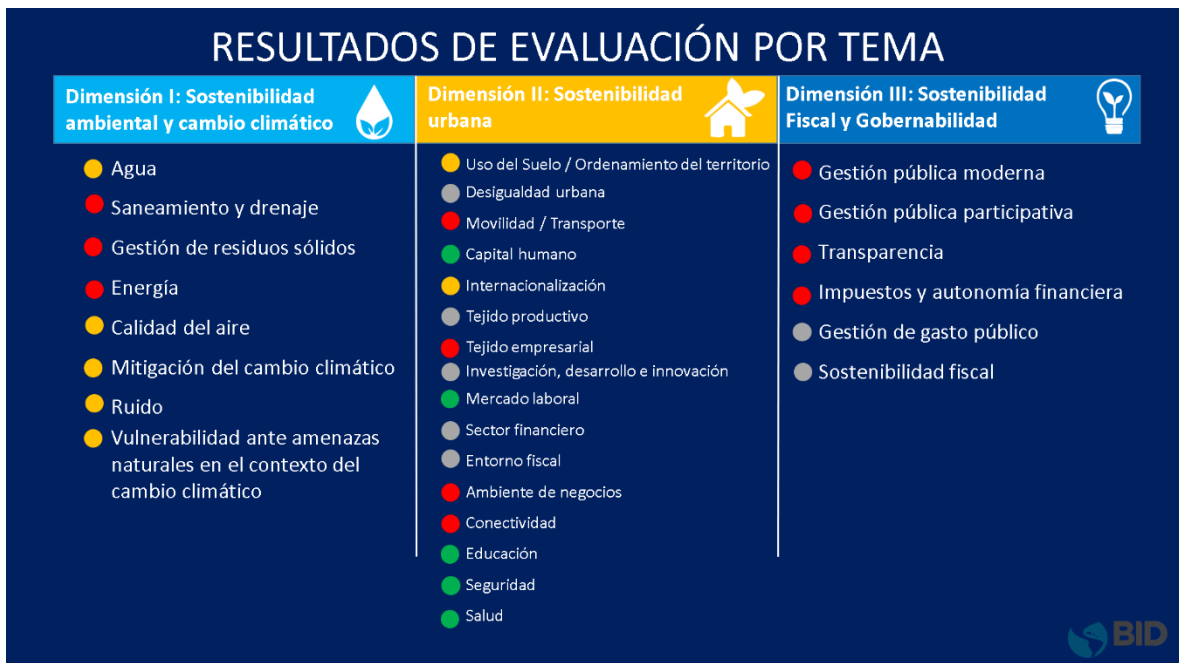 RESULTADOS DE EVALUACIÓN POR TEMA
Dimensión I: Sostenibilidad
ambiental y cambio climático
Agua
Saneamiento y drenaje
Gestión de residuos sólidos
Energía
Calidad del aire
Mitigación del cambio climático
Ruido
Vulnerabilidad ante amenazas
naturales en el contexto del
cambio climático
Dimensión II: Sostenibilidad
urbana
Uso del Suelo / Ordenamiento del territorio
Desigualdad urbana
Movilidad / Transporte
Capital humano
Internacionalización
Tejido productivo
Tejido empresarial
Investigación, desarrollo e innovación
Mercado laboral
Sector financiero
Entorno fiscal
Ambiente de negocios
Conectividad
Educación
Seguridad
Salud
Dimensión III: Sostenibilidad
Fiscal y Gobernabilidad
Gestión pública moderna
Gestión pública participativa
Transparencia
Impuestos y autonomía financiera
Gestión de gasto público
Sostenibilidad fiscal
BID